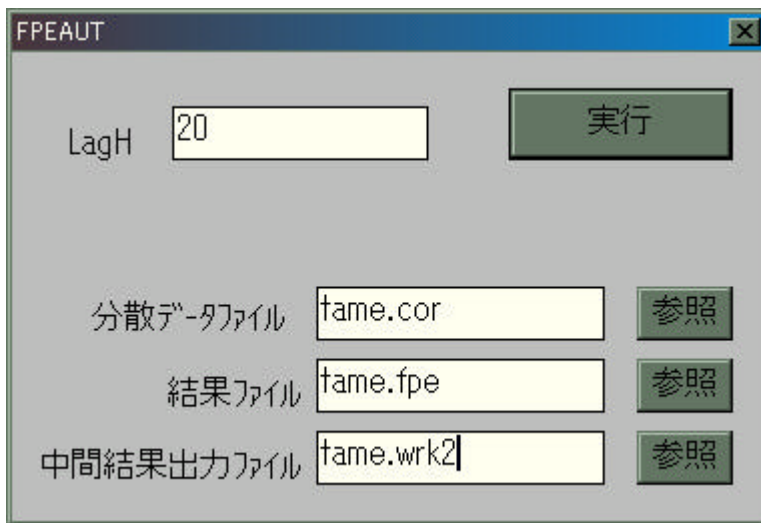 FPEAUT
LagH 20 実行
分散ﾃﾞｰﾀﾌｧｲﾙ tame.cor 参照
結果ﾌｧｲﾙ tame.fpe 参照
中間結果出力ﾌｧｲﾙ tame.wrk2 参照